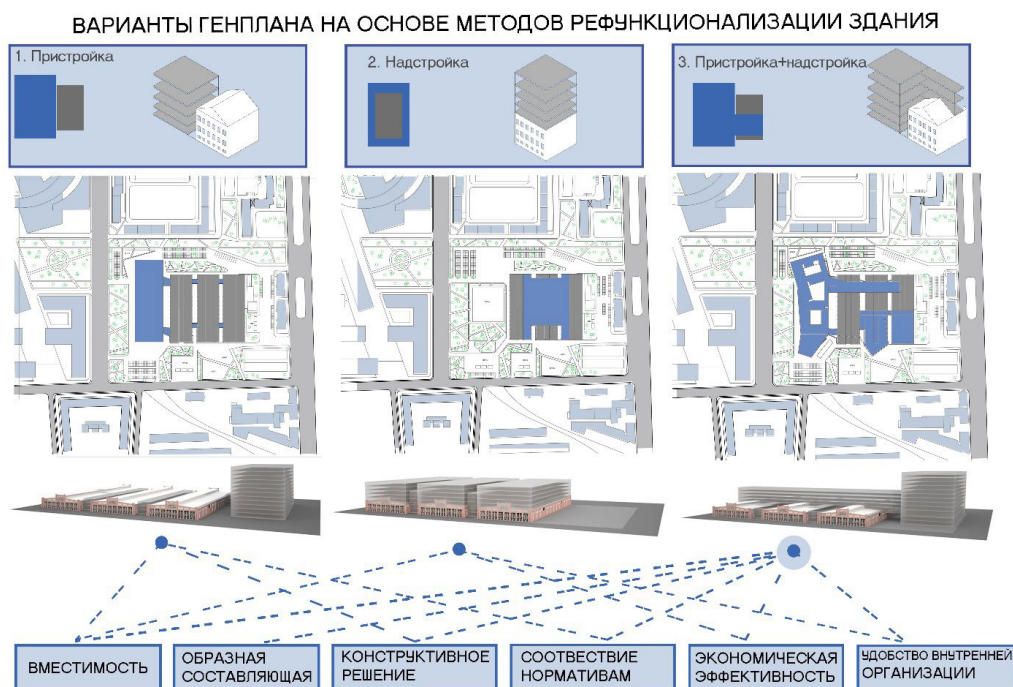 ВАРИАНТЫ ГЕНПЛАНА НА ОСНОВЕ МЕТОДОВ РЕФУНКЦИОНАЛИЗАЦИИ ЗДАНИЯ
1. Пристройка
2. Надстройка
3. Пристройка+надстройка
ВМЕСТИМОСТЬ
ОБРАЗНАЯ
СОСТАВЛЯЮЩАЯ
КОНСТРУКТИВНОЕ
РЕШЕНИЕ
СООТВЕСТВИЕ
НОРМАТИВАМ
ЭКОНОМИЧЕСКАЯ
ЭФФЕКТИВНОСТЬ
УДОБСТВО ВНУТРЕННЕЙ
ОРГАНИЗАЦИИ